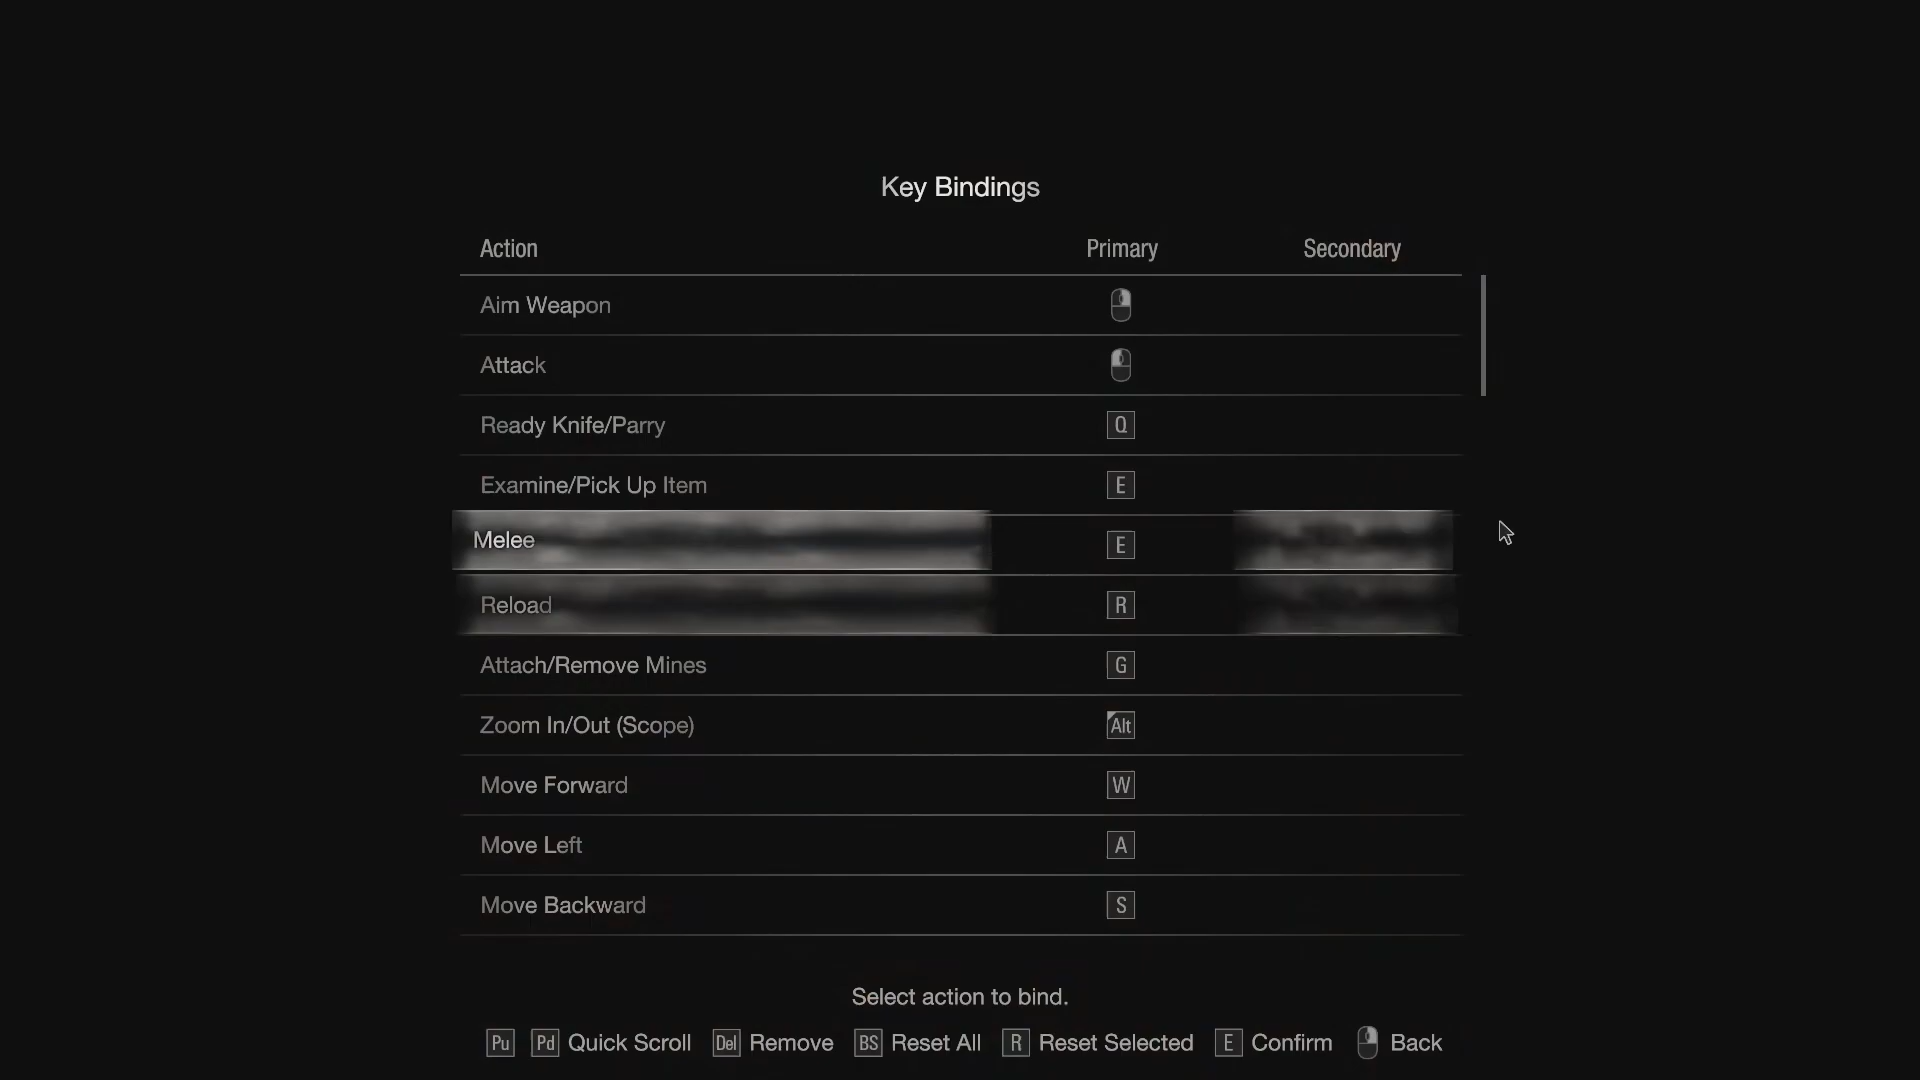 Key Bindings
Action Primary Secondary
Aim Weapon
Attack
Ready Knife/Parry Q
Examine/Pick Up Item E
Melee E
Reload R
Attach/Remove Mines G
Zoom In/Out (Scope) Alt
Move Forward W
Move Left A
Move Backward S
Select action to bind.
Pu Pd Quick Scroll Del Remove BS Reset All R Reset Selected E Confirm Back